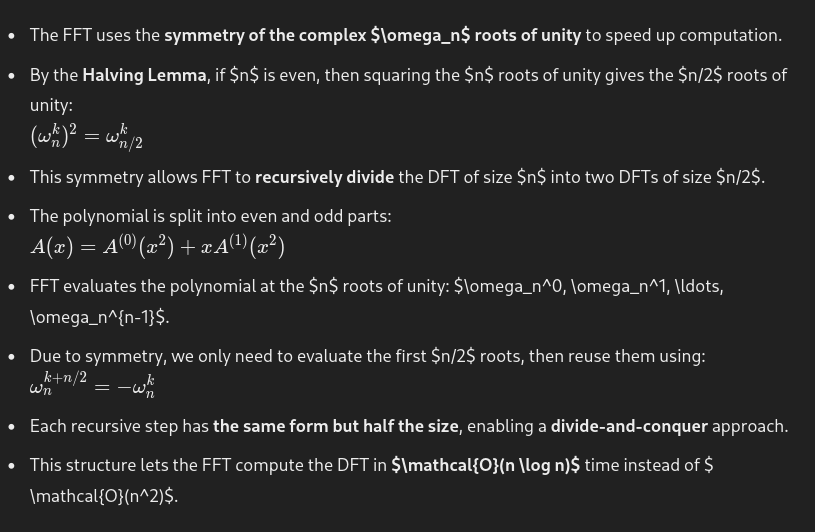 • The FFT uses the symmetry of the complex $\omega_n$ roots of unity to speed up computation.
• By the Halving Lemma, if $n$ is even, then squaring the $n$ roots of unity gives the $n/2$ roots of
unity:
(ω_n^k)^2 = ω_{n/2}^k
• This symmetry allows FFT to recursively divide the DFT of size $n$ into two DFTs of size $n/2$.
• The polynomial is split into even and odd parts:
A(x) = A^{(0)}(x^2) + xA^{(1)}(x^2)
• FFT evaluates the polynomial at the $n$ roots of unity: $\omega_n^0, \omega_n^1, \ldots,
\omega_n^{n-1}$.
• Due to symmetry, we only need to evaluate the first $n/2$ roots, then reuse them using:
ω_n^{k+n/2} = −ω_n^k
• Each recursive step has the same form but half the size, enabling a divide-and-conquer approach.
• This structure lets the FFT compute the DFT in $\mathcal{O}(n \log n)$ time instead of $
\mathcal{O}(n^2)$.